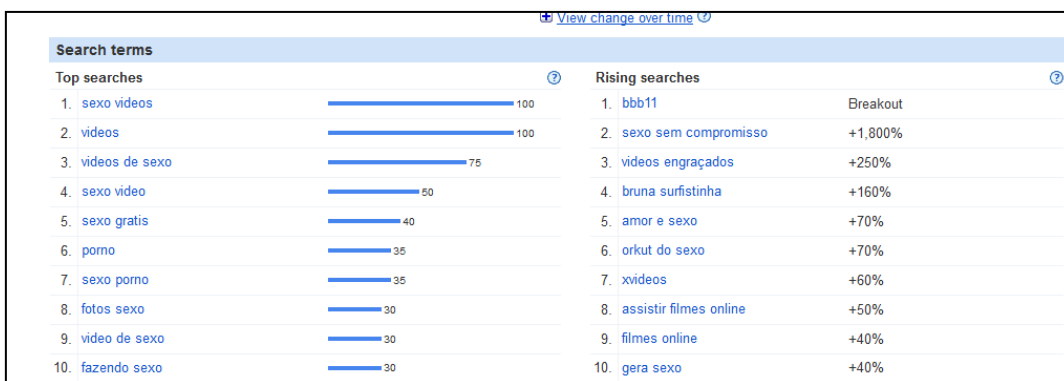 View change over time
Search terms
Top searches
Rising searches
1. sexo videos 100
1. bbb11 Breakout
2. videos 100
2. sexo sem compromisso +1,800%
3. videos de sexo 75
3. videos engraçados +250%
4. sexo video 50
4. bruna surfistinha +160%
5. sexo gratis 40
5. amor e sexo +70%
6. porno 35
6. orkut do sexo +70%
7. sexo porno 35
7. xvideos +60%
8. fotos sexo 30
8. assistir filmes online +50%
9. video de sexo 30
9. filmes online +40%
10. fazendo sexo 30
10. gera sexo +40%